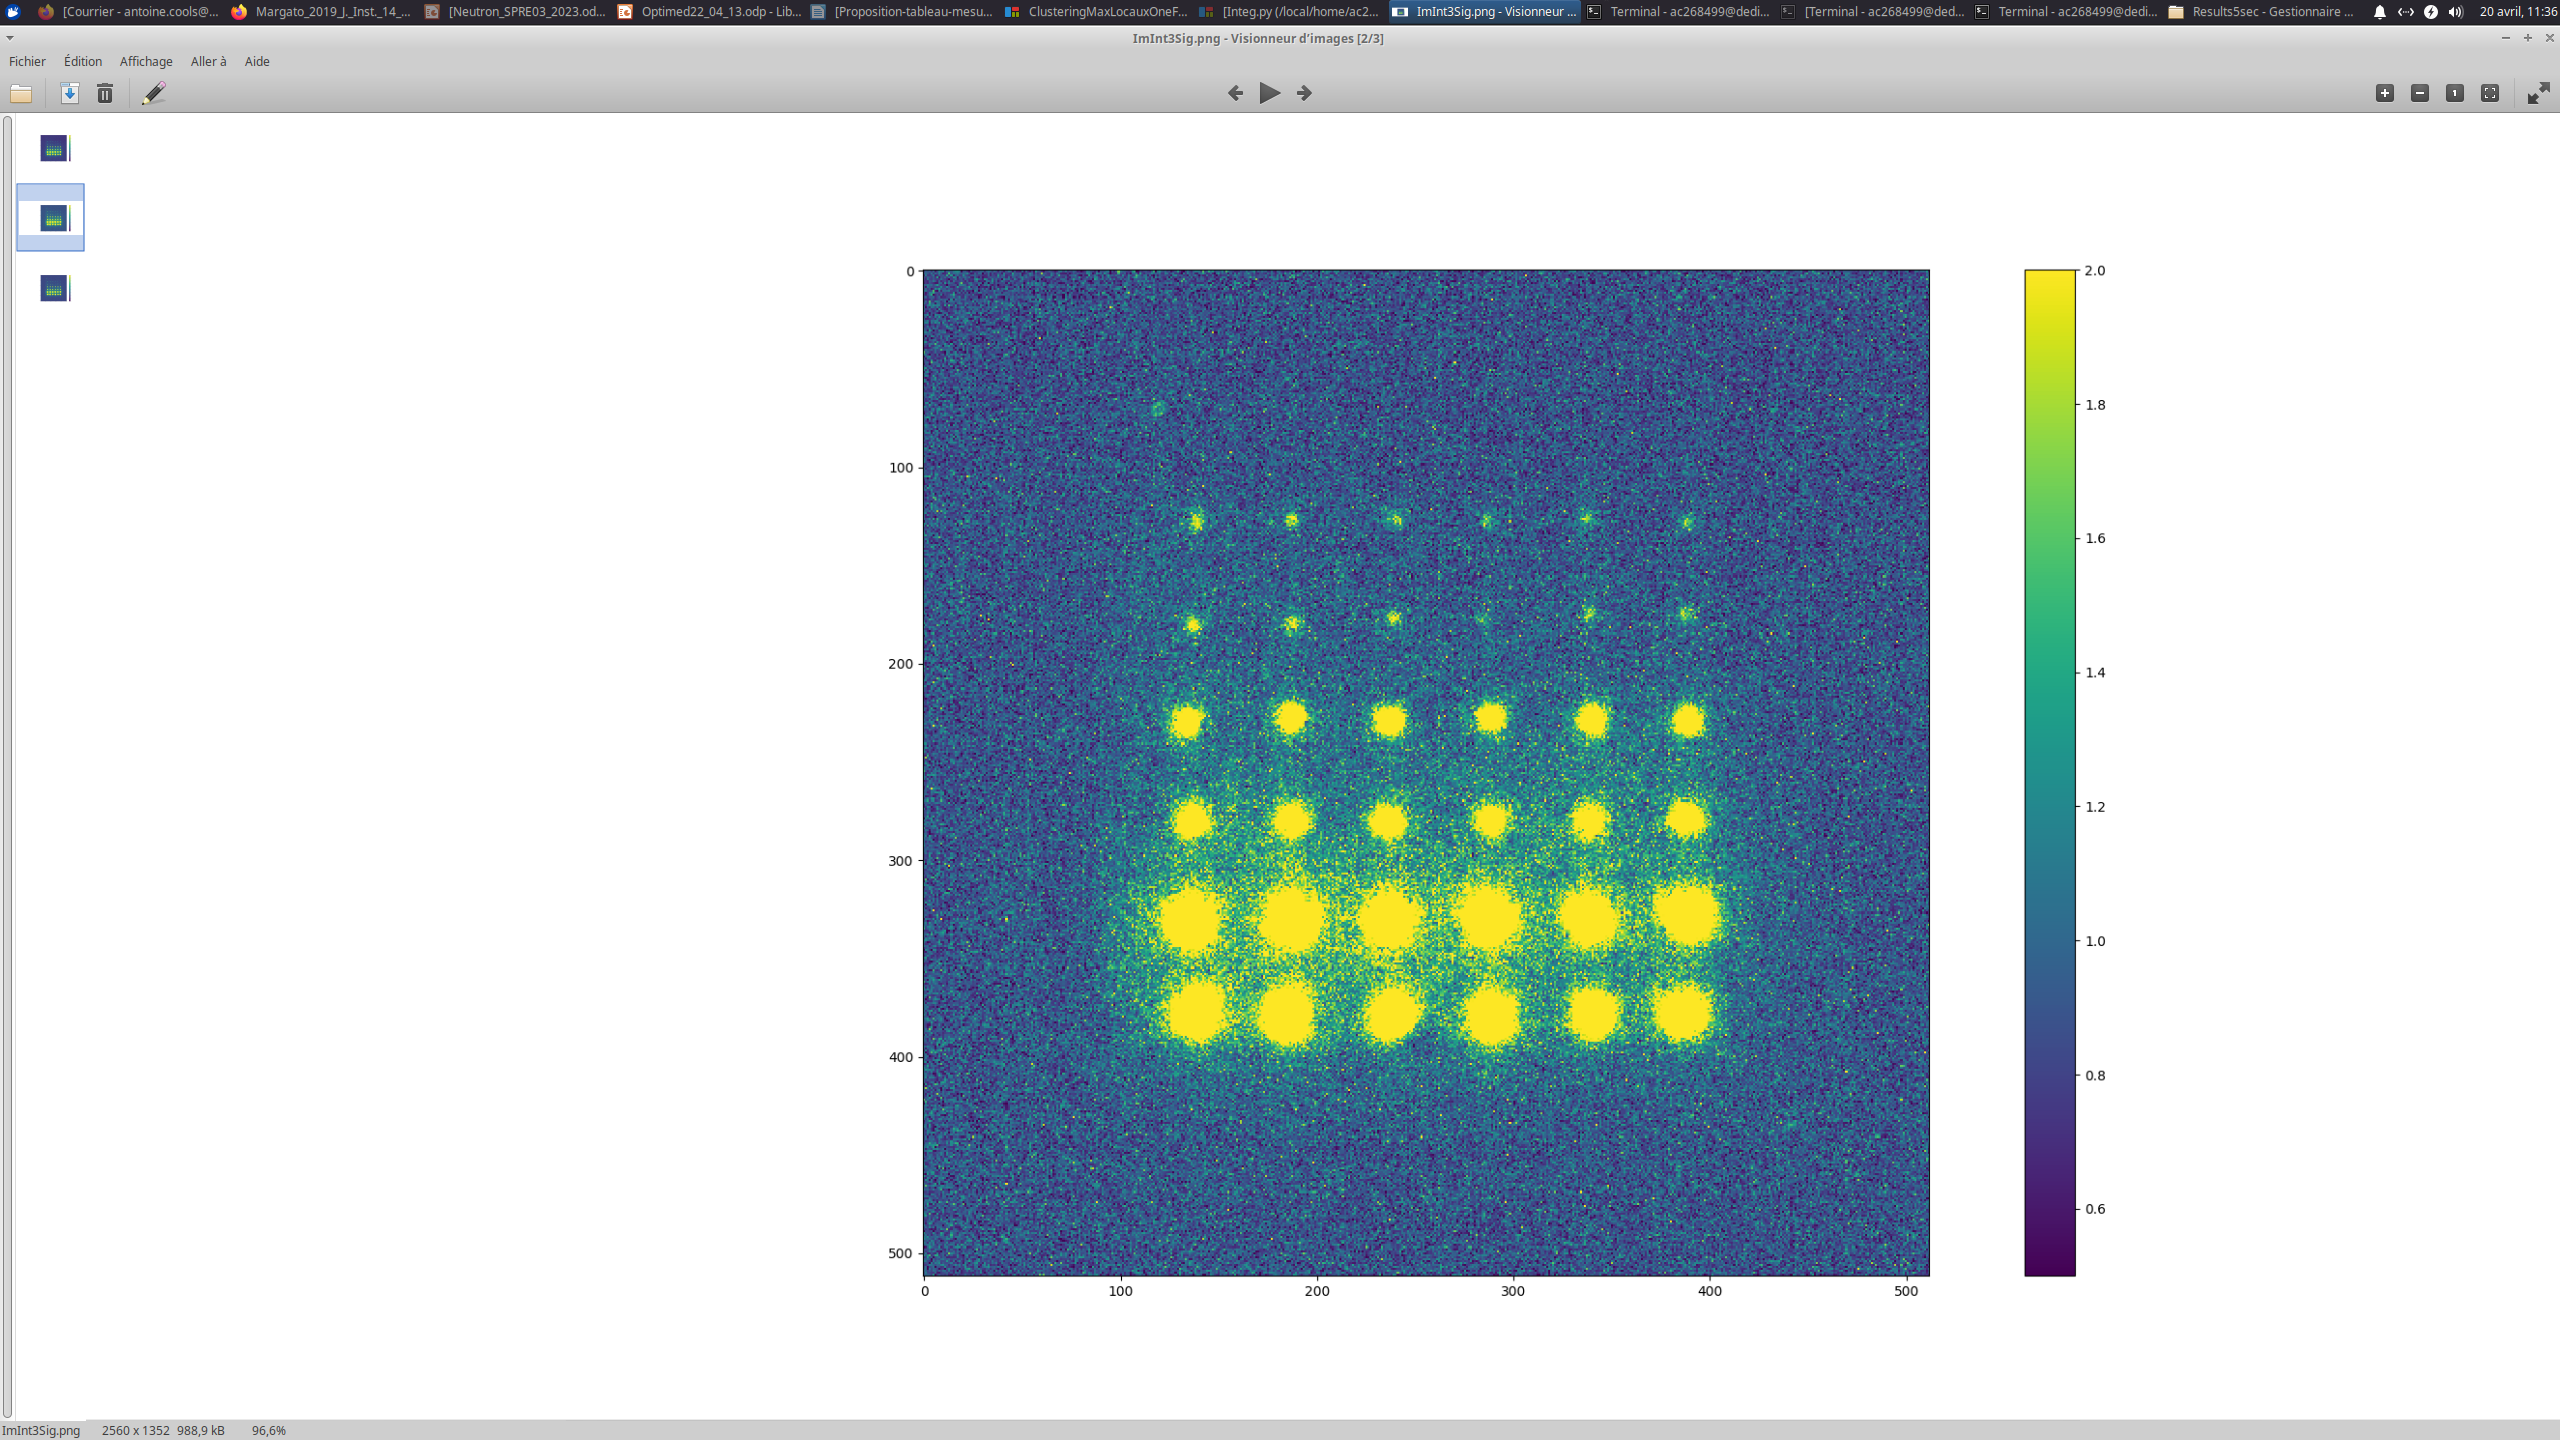 [Courrier - antoine.cools@... Margato_2019_J._Inst._14_... [Neutron_SPRE03_2023.od... Optimed22_04_13.odp - Lib... [Proposition-tableau-mesu... ClusteringMaxLocauxOneF... [Integ.py (/local/home/ac2... ImInt3Sig.png - Visionneur ... Terminal - ac268499@dedi... [Terminal - ac268499@ded... Terminal - ac268499@dedi... Results5sec - Gestionnaire ... 20 avril, 11:36
ImInt3Sig.png - Visionneur d'images [2/3]
Fichier Édition Affichage Aller à Aide
0
100
200
300
400
500
0 100 200 300 400 500
2.0
1.8
1.6
1.4
1.2
1.0
0.8
0.6
ImInt3Sig.png 2560 x 1352 988,9 kB 96,6%